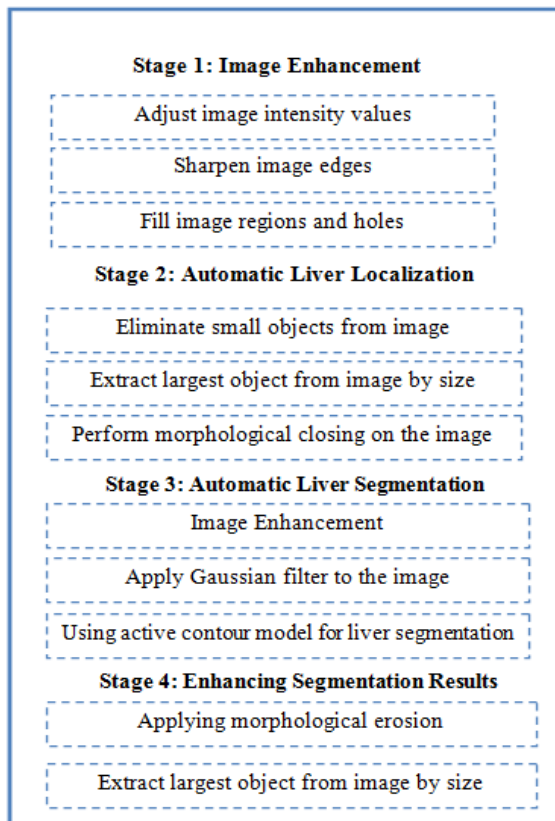 Stage 1: Image Enhancement
Adjust image intensity values
Sharpen image edges
Fill image regions and holes
Stage 2: Automatic Liver Localization
Eliminate small objects from image
Extract largest object from image by size
Perform morphological closing on the image
Stage 3: Automatic Liver Segmentation
Image Enhancement
Apply Gaussian filter to the image
Using active contour model for liver segmentation
Stage 4: Enhancing Segmentation Results
Applying morphological erosion
Extract largest object from image by size